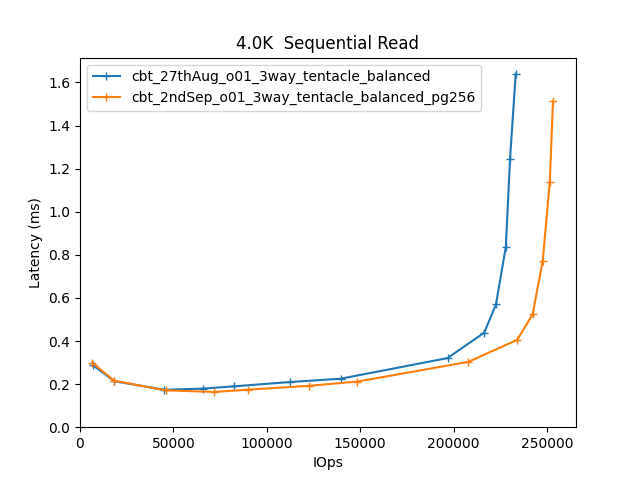 4.0K  Sequential Read
cbt_27thAug_o01_3way_tentacle_balanced
cbt_2ndSep_o01_3way_tentacle_balanced_pg256
Latency (ms)
1.6
1.4
1.2
1.0
0.8
0.6
0.4
0.2
0.0
0 50000 100000 150000 200000 250000
IOps